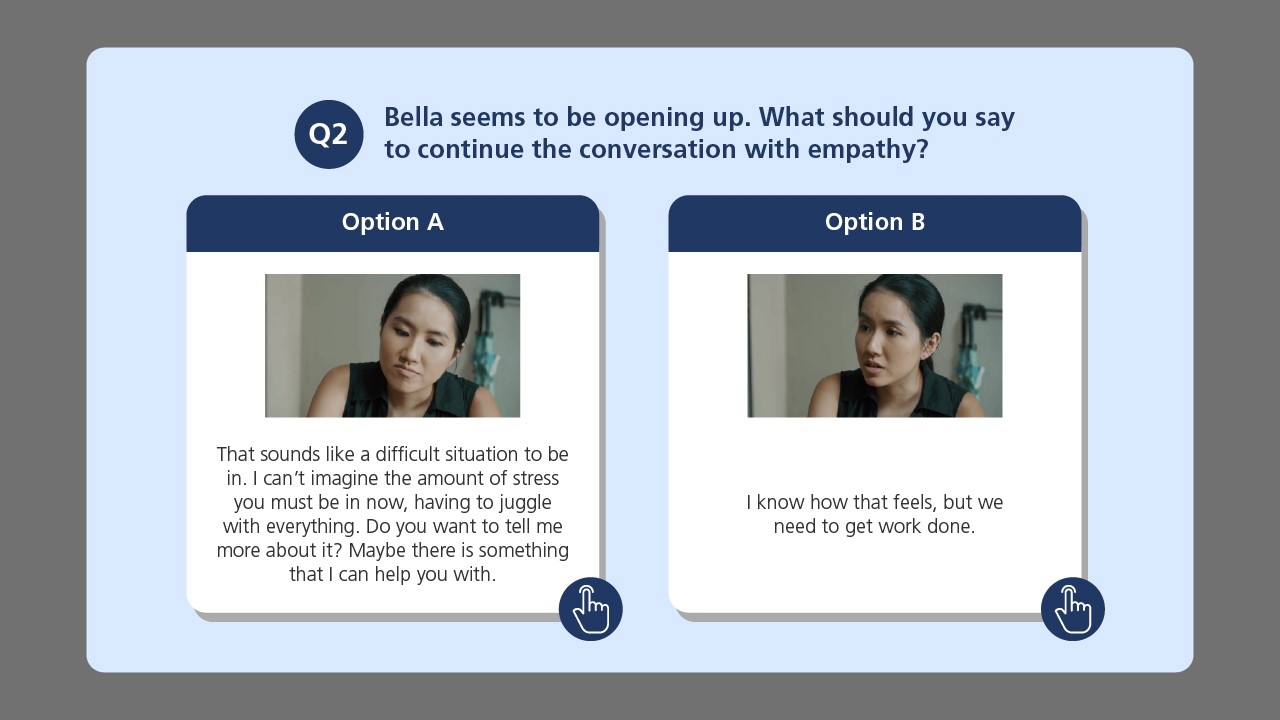 Q2
Bella seems to be opening up. What should you say
to continue the conversation with empathy?
Option A
That sounds like a difficult situation to be
in. I can’t imagine the amount of stress
you must be in now, having to juggle
with everything. Do you want to tell me
more about it? Maybe there is something
that I can help you with.
Option B
I know how that feels, but we
need to get work done.